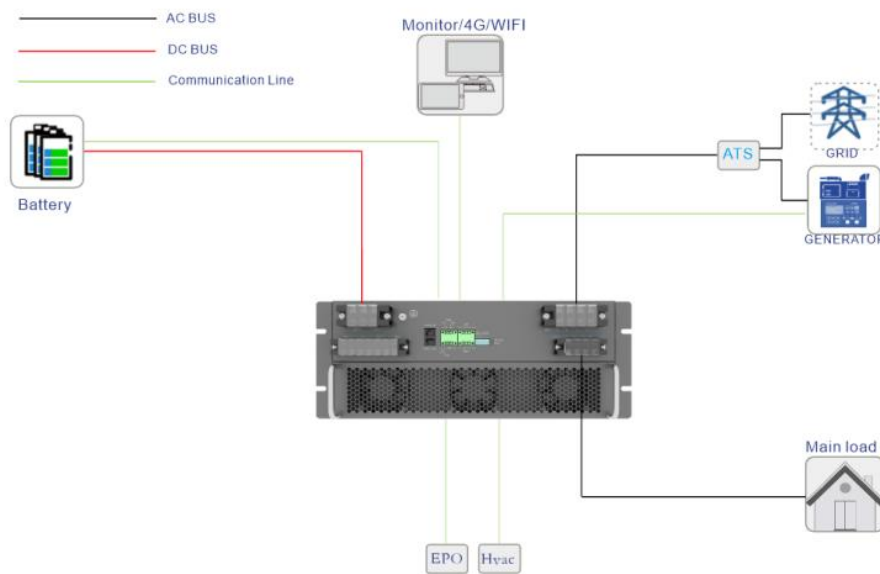 AC BUS
DC BUS
Communication Line
Monitor/4G/WIFI
Battery
ATS
GRID
GENERATOR
Main load
EPO
Hvac